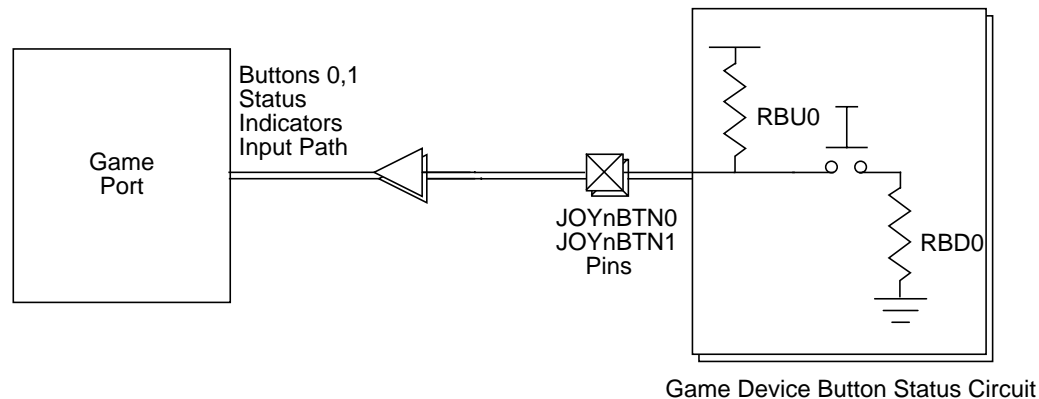 Buttons 0,1
Status
Indicators
Input Path
Game
Port
JOYnBTN0
JOYnBTN1
Pins
RBU0
RBD0
Game Device Button Status Circuit